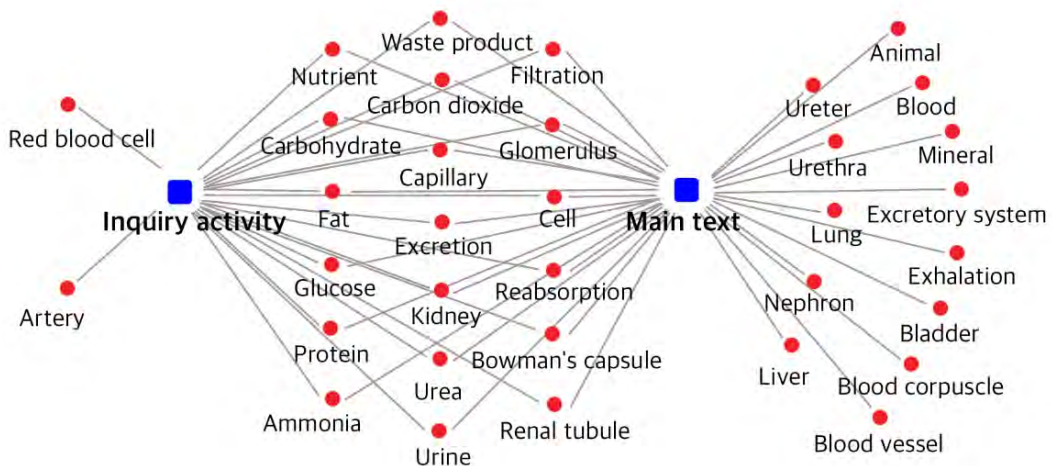 Waste product
Animal
Nutrient
Filtration
Carbon dioxide
Ureter
Blood
Red blood cell
Carbohydrate
Glomerulus
Urethra
Mineral
Capillary
Inquiry activity
Fat
Cell
Main text
Excretory system
Lung
Excretion
Exhalation
Glucose
Reabsorption
Nephron
Artery
Kidney
Bladder
Protein
Bowman's capsule
Liver
Urea
Blood corpuscle
Ammonia
Renal tubule
Blood vessel
Urine